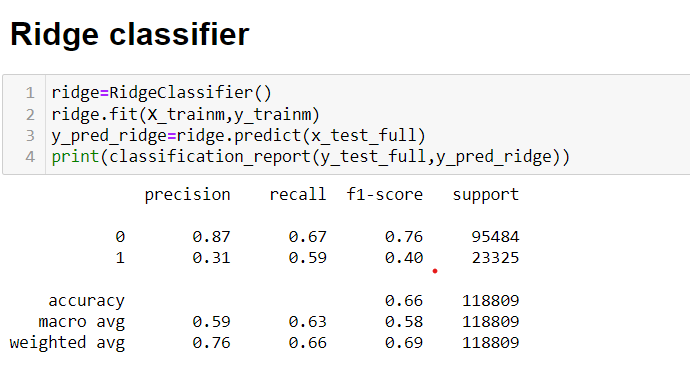 Ridge classifier
1 ridge=RidgeClassifier()
2 ridge.fit(X_trainm,y_trainm)
3 y_pred_ridge=ridge.predict(x_test_full)
4 print(classification_report(y_test_full,y_pred_ridge))
precision recall f1-score support
0 0.87 0.67 0.76 95484
1 0.31 0.59 0.40 23325
accuracy 0.66 118809
macro avg 0.59 0.63 0.58 118809
weighted avg 0.76 0.66 0.69 118809